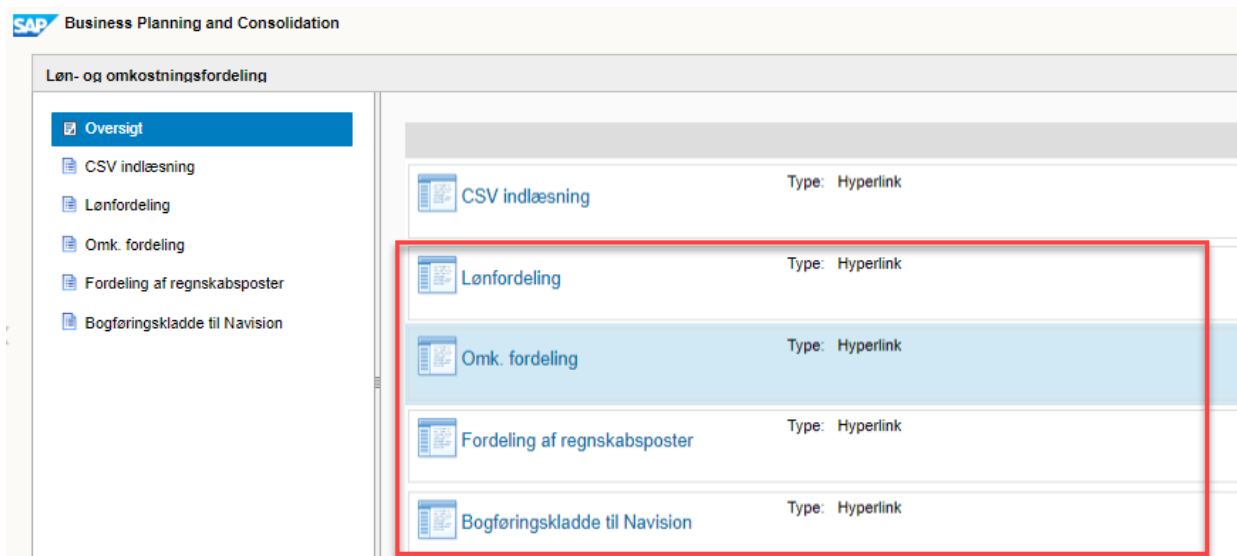 SAP Business Planning and Consolidation
Løn- og omkostningsfordeling
Oversigt
CSV indlæsning
Lønfordeling
Omk. fordeling
Fordeling af regnskabsposter
Bogføringskladde til Navision
CSV indlæsning Type: Hyperlink
Lønfordeling Type: Hyperlink
Omk. fordeling Type: Hyperlink
Fordeling af regnskabsposter Type: Hyperlink
Bogføringskladde til Navision Type: Hyperlink